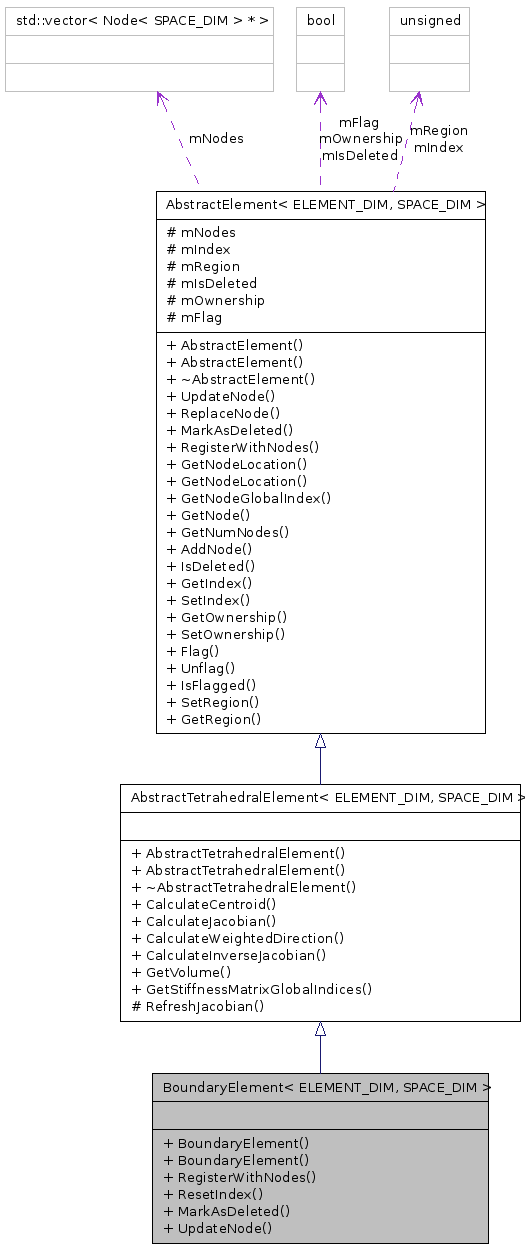 std::vector< Node< SPACE_DIM > * >
bool
unsigned
mNodes
mFlag
mOwnership
mIsDeleted
mRegion
mIndex
AbstractElement< ELEMENT_DIM, SPACE_DIM >
# mNodes
# mIndex
# mRegion
# mIsDeleted
# mOwnership
# mFlag
+ AbstractElement()
+ AbstractElement()
+ ~AbstractElement()
+ UpdateNode()
+ ReplaceNode()
+ MarkAsDeleted()
+ RegisterWithNodes()
+ GetNodeLocation()
+ GetNodeLocation()
+ GetNodeGlobalIndex()
+ GetNode()
+ GetNumNodes()
+ AddNode()
+ IsDeleted()
+ GetIndex()
+ SetIndex()
+ GetOwnership()
+ SetOwnership()
+ Flag()
+ Unflag()
+ IsFlagged()
+ SetRegion()
+ GetRegion()
AbstractTetrahedralElement< ELEMENT_DIM, SPACE_DIM >
+ AbstractTetrahedralElement()
+ AbstractTetrahedralElement()
+ ~AbstractTetrahedralElement()
+ CalculateCentroid()
+ CalculateJacobian()
+ CalculateWeightedDirection()
+ CalculateInverseJacobian()
+ GetVolume()
+ GetStiffnessMatrixGlobalIndices()
# RefreshJacobian()
BoundaryElement< ELEMENT_DIM, SPACE_DIM >
+ BoundaryElement()
+ BoundaryElement()
+ RegisterWithNodes()
+ ResetIndex()
+ MarkAsDeleted()
+ UpdateNode()